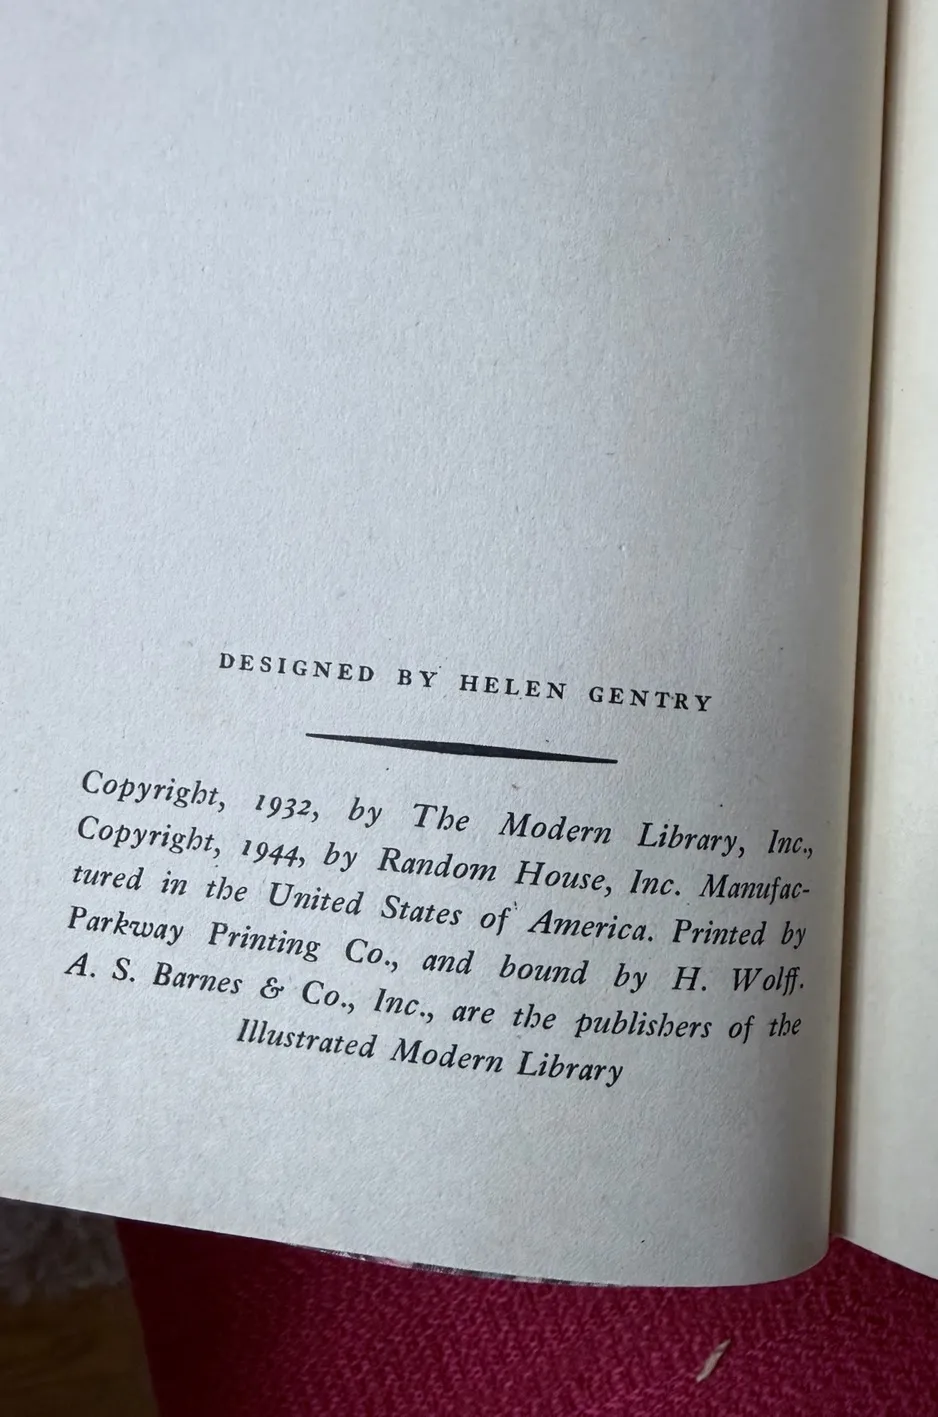 DESIGNED BY HELEN GENTRY
Copyright, 1932, by The Modern Library, Inc.,
Copyright, 1944, by Random House, Inc. Manufac-
tured in the United States of America. Printed by
Parkway Printing Co., and bound by H. Wolff.
A. S. Barnes & Co., Inc., are the publishers of the
Illustrated Modern Library